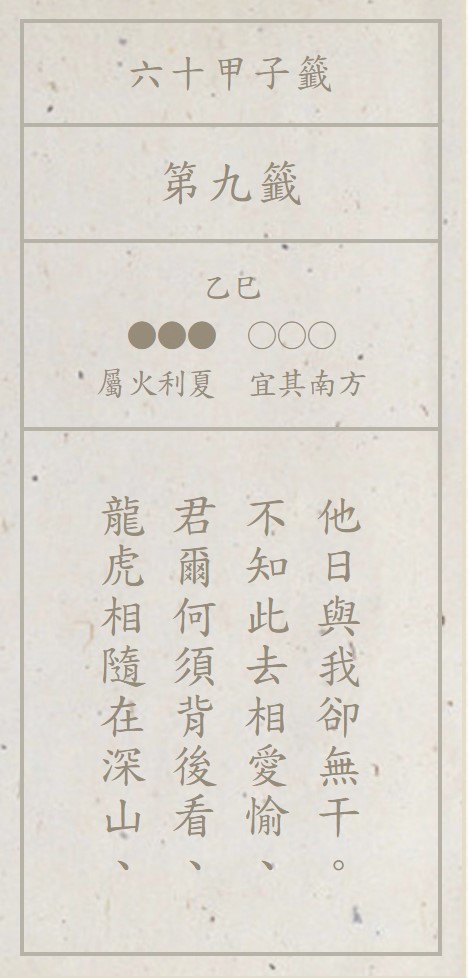 六十甲子籤
第九籤
乙巳
●●● ○○○
屬火利夏 宜其南方
龍虎相隨在深山、
君爾何須背後看、
不知此去相愛愉、
他日與我卻無干。